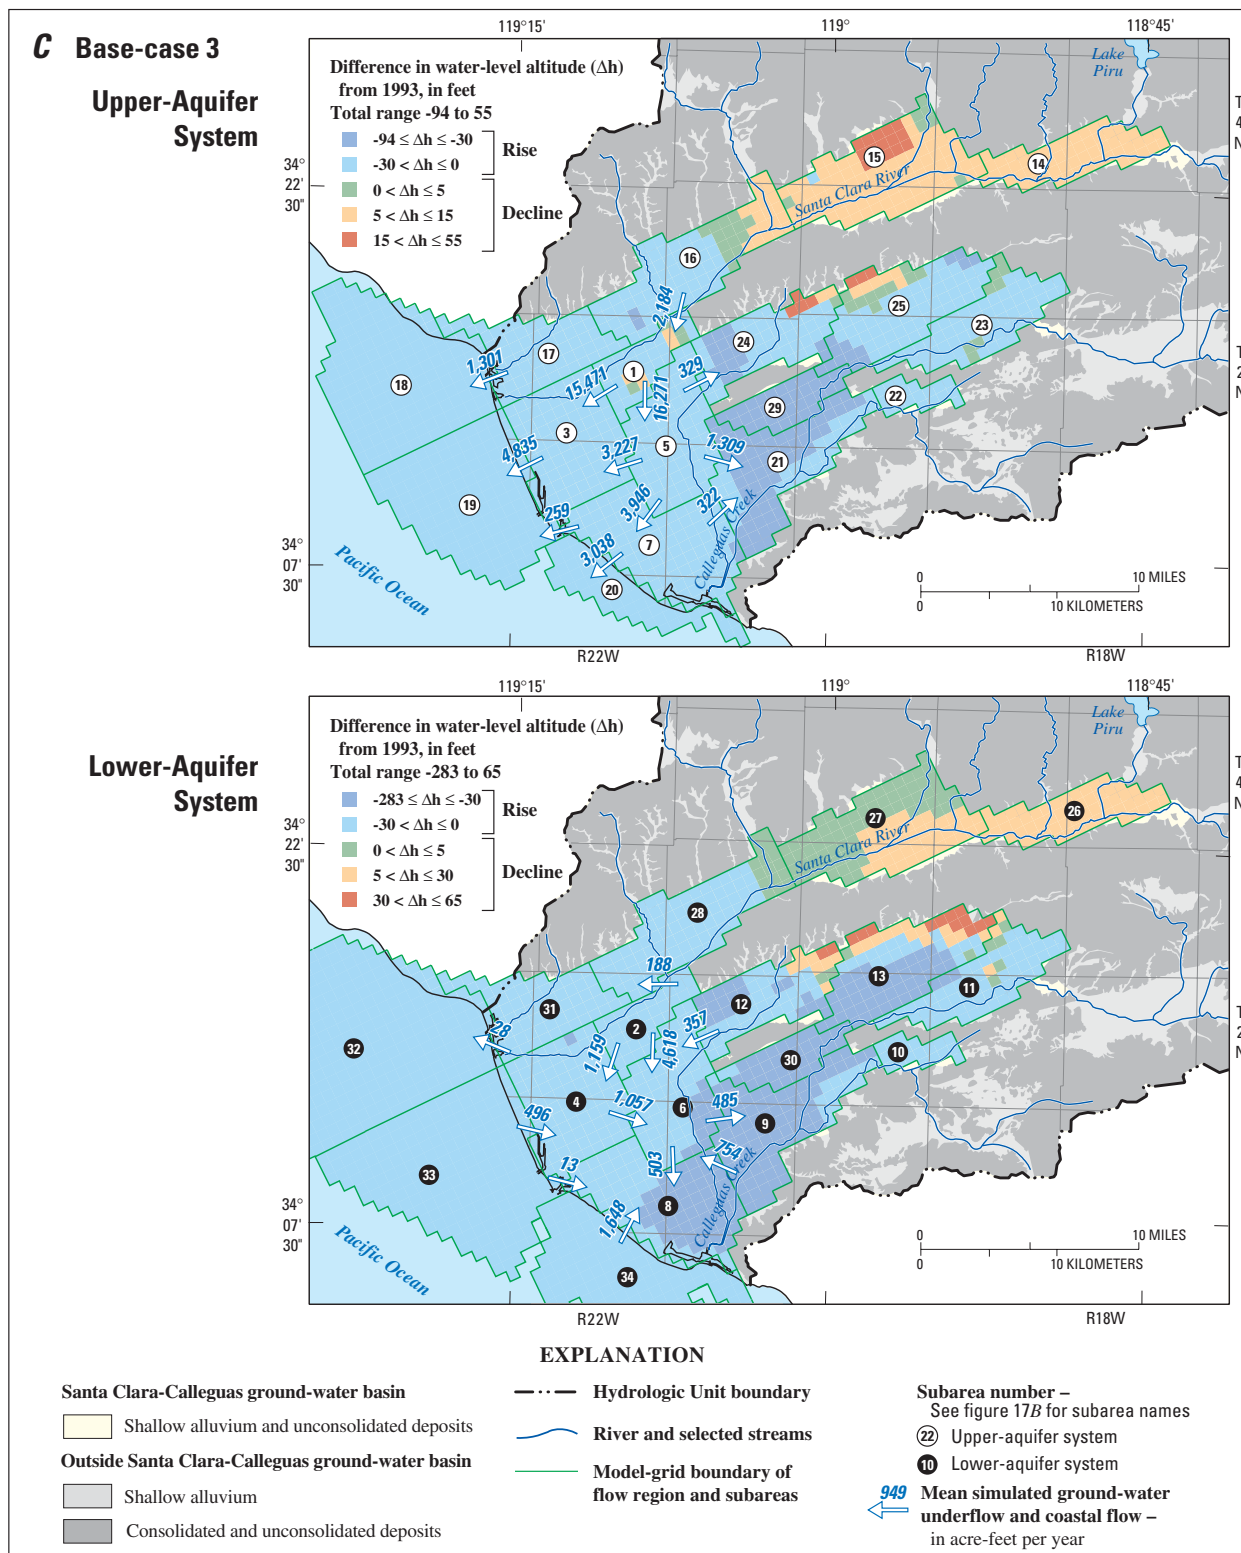 C Base-case 3
Upper-Aquifer
System
119°15'
119°
118°45'
Difference in water-level altitude (Δh)
from 1993, in feet
Total range -94 to 55
-94 ≤ Δh ≤ -30
-30 < Δh ≤ 0
Rise
0 < Δh ≤ 5
5 < Δh ≤ 15
15 < Δh ≤ 55
Decline
Lake
Piru
T
4
N
34°
22'
30"
15
14
Santa Clara River
16
2,184
25
23
24
17
1
1,301
18
15,471
16,271
329
T
2
N
22
29
3
5
4,835
3,227
1,309
21
19
259
3,946
322
Calleguas Creek
7
3,038
20
34°
07'
30"
Pacific Ocean
0
10 MILES
0
10 KILOMETERS
R22W
R18W
Lower-Aquifer
System
119°15'
119°
118°45'
Difference in water-level altitude (Δh)
from 1993, in feet
Total range -283 to 65
-283 ≤ Δh ≤ -30
-30 < Δh ≤ 0
Rise
0 < Δh ≤ 5
5 < Δh ≤ 30
30 < Δh ≤ 65
Decline
Lake
Piru
T
4
N
34°
22'
30"
27
26
Santa Clara River
28
188
13
11
12
31
2
28
32
1,159
4,618
357
T
2
N
10
30
4
1,057
6
485
9
496
13
503
754
33
8
1,648
Calleguas Creek
34
34°
07'
30"
Pacific Ocean
0
10 MILES
0
10 KILOMETERS
R22W
R18W
EXPLANATION
Santa Clara-Calleguas ground-water basin
Shallow alluvium and unconsolidated deposits
Outside Santa Clara-Calleguas ground-water basin
Shallow alluvium
Consolidated and unconsolidated deposits
Hydrologic Unit boundary
River and selected streams
Model-grid boundary of
flow region and subareas
Subarea number –
See figure 17B for subarea names
22 Upper-aquifer system
10 Lower-aquifer system
949 Mean simulated ground-water
underflow and coastal flow –
in acre-feet per year